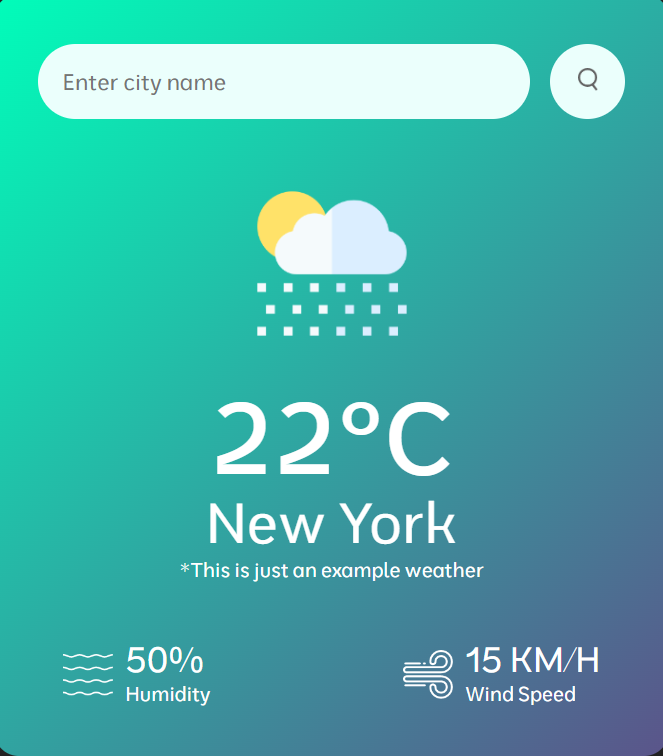 Enter city name
22°C
New York
*This is just an example weather
50%
Humidity
15 KM/H
Wind Speed